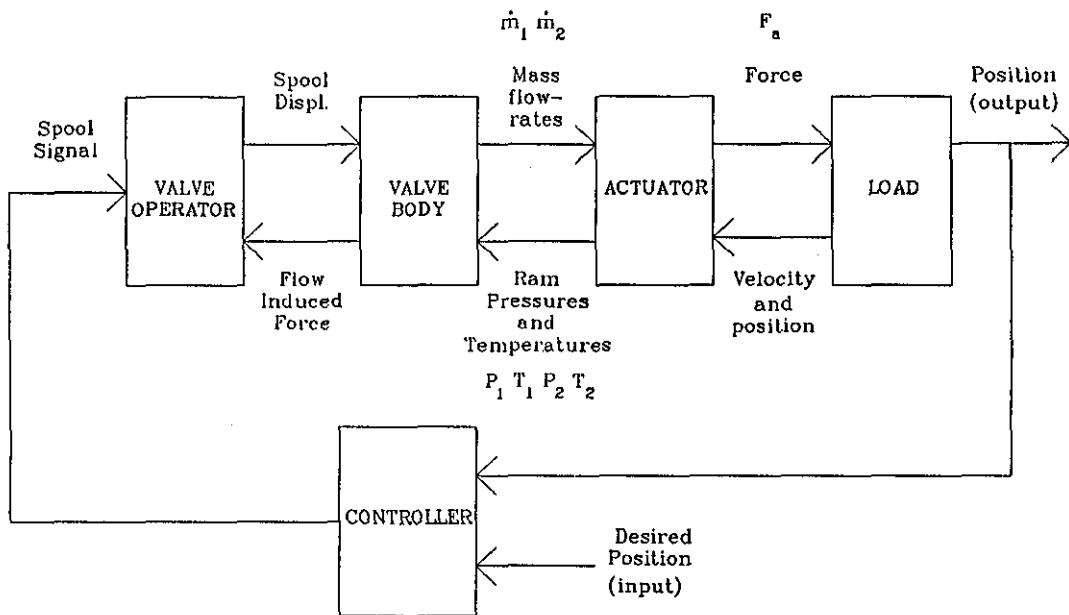 ṁ₁ ṁ₂
Fₐ
Spool
Displ.
Mass
flow-
rates
Force
Position
(output)
Spool
Signal
VALVE
OPERATOR
VALVE
BODY
ACTUATOR
LOAD
Flow
Induced
Force
Ram
Pressures
and
Temperatures
P₁ T₁ P₂ T₂
Velocity
and
position
CONTROLLER
Desired
Position
(input)